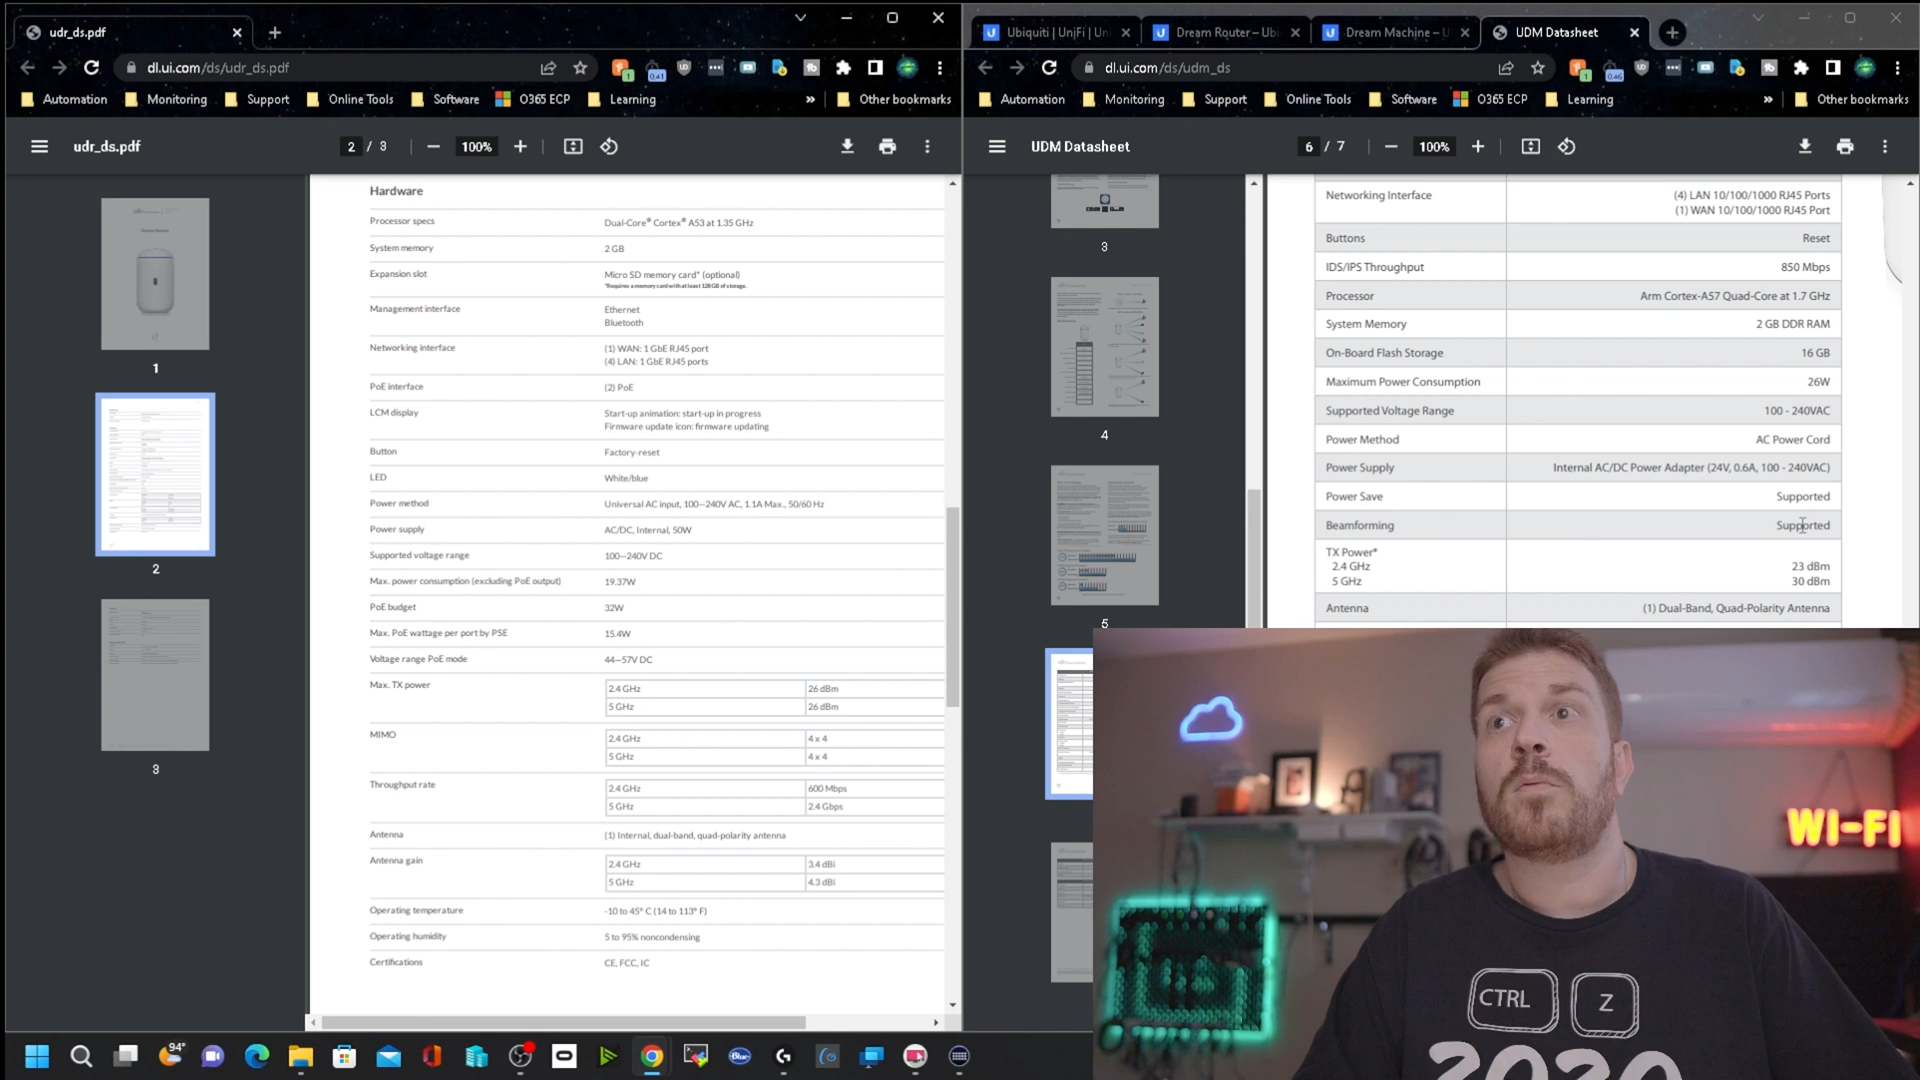 udr_ds.pdf
dl.ui.com/ds/udr_ds.pdf
Automation
Monitoring
Support
Online Tools
Software
O365 ECP
Learning
»
Other bookmarks
udr_ds.pdf
2 / 3
100%
1
2
3
Hardware
Processor specs
Dual-Core® Cortex® A53 at 1.35 GHz
System memory
2 GB
Expansion slot
Micro SD memory card* (optional)
*Requires a memory card with at least 128 GB of storage.
Management interface
Ethernet
Bluetooth
Networking interface
(1) WAN: 1 GbE RJ45 port
(4) LAN: 1 GbE RJ45 ports
PoE interface
(2) PoE
LCM display
Start-up animation: start-up in progress
Firmware update icon: firmware updating
Button
Factory-reset
LED
White/blue
Power method
Universal AC input, 100—240V AC, 1.1A Max., 50/60 Hz
Power supply
AC/DC, Internal, 50W
Supported voltage range
100—240V DC
Max. power consumption (excluding PoE output)
19.37W
PoE budget
32W
Max. PoE wattage per port by PSE
15.4W
Voltage range PoE mode
44—57V DC
Max. TX power
2.4 GHz
26 dBm
5 GHz
26 dBm
MIMO
2.4 GHz
4 x 4
5 GHz
4 x 4
Throughput rate
2.4 GHz
600 Mbps
5 GHz
2.4 Gbps
Antenna
(1) Internal, dual-band, quad-polarity antenna
Antenna gain
2.4 GHz
3.4 dBi
5 GHz
4.3 dBi
Operating temperature
-10 to 45° C (14 to 113° F)
Operating humidity
5 to 95% noncondensing
Certifications
CE, FCC, IC
Ubiquiti | UniFi | Un
Dream Router – Ubi
Dream Machine – U
UDM Datasheet
dl.ui.com/ds/udm_ds
Automation
Monitoring
Support
Online Tools
Software
O365 ECP
Learning
»
Other bookmarks
UDM Datasheet
6 / 7
100%
3
4
5
Networking Interface
(4) LAN 10/100/1000 RJ45 Ports
(1) WAN 10/100/1000 RJ45 Port
Buttons
Reset
IDS/IPS Throughput
850 Mbps
Processor
Arm Cortex-A57 Quad-Core at 1.7 GHz
System Memory
2 GB DDR RAM
On-Board Flash Storage
16 GB
Maximum Power Consumption
26W
Supported Voltage Range
100 - 240VAC
Power Method
AC Power Cord
Power Supply
Internal AC/DC Power Adapter (24V, 0.6A, 100 - 240VAC)
Power Save
Supported
Beamforming
Supported
TX Power*
2.4 GHz
23 dBm
5 GHz
30 dBm
Antenna
(1) Dual-Band, Quad-Polarity Antenna
WI-FI
CTRL
Z
2020
94°